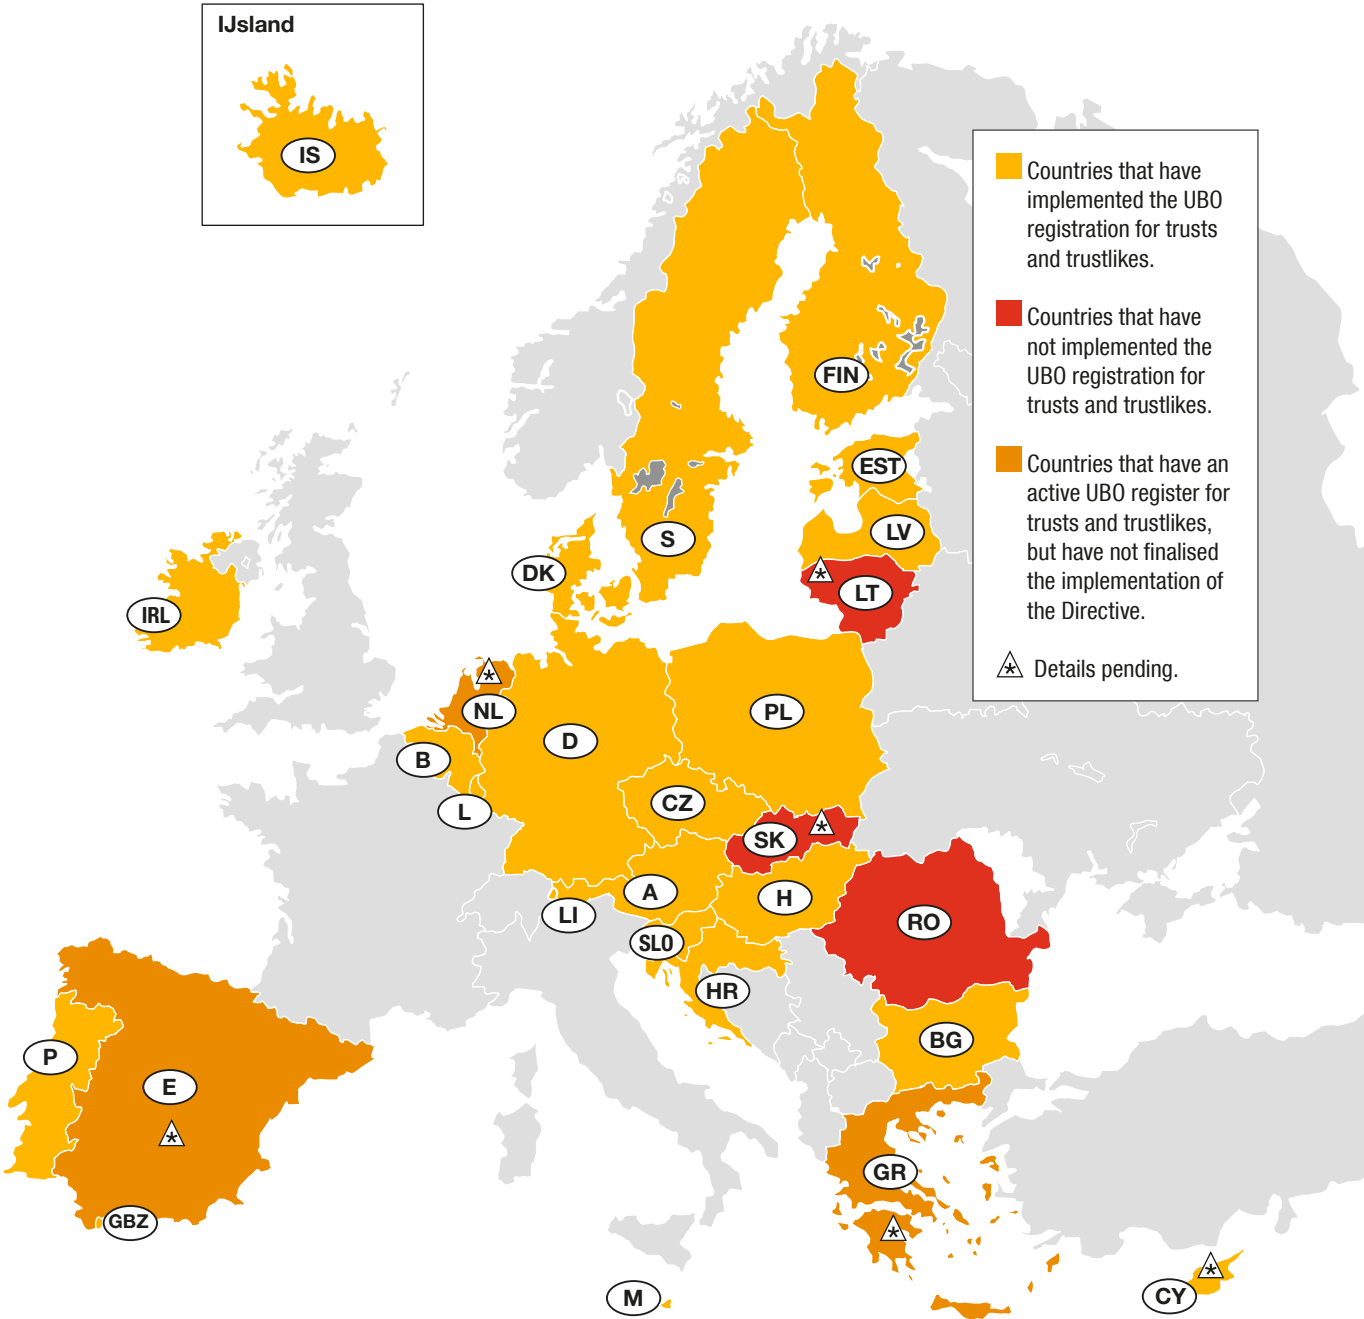 IJsland
IS
Countries that have
implemented the UBO
registration for trusts
and trustlikes.
Countries that have
not implemented the
UBO registration for
trusts and trustlikes.
Countries that have an
active UBO register for
trusts and trustlikes,
but have not finalised
the implementation of
the Directive.
* Details pending.
FIN
EST
LV
S
DK
*
LT
IRL
*
NL
PL
D
B
CZ
L
*
SK
A
H
LI
RO
SLO
HR
BG
P
E
*
GR
GBZ
*
*
CY
M